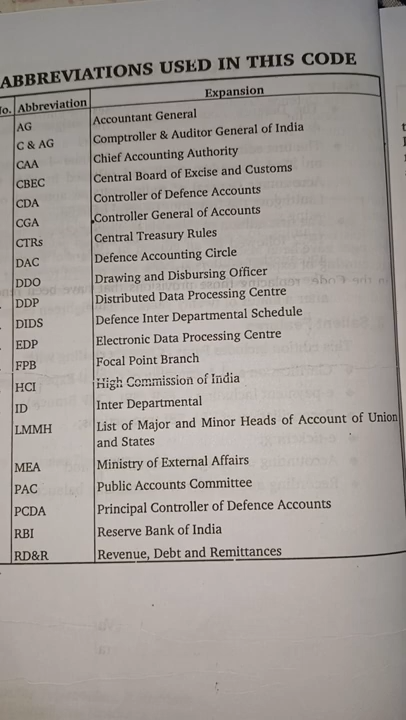 ABBREVIATIONS USED IN THIS CODE
No. Abbreviation Expansion
AG Accountant General
C & AG Comptroller & Auditor General of India
CAA Chief Accounting Authority
CBEC Central Board of Excise and Customs
CDA Controller of Defence Accounts
CGA Controller General of Accounts
CTRs Central Treasury Rules
DAC Defence Accounting Circle
DDO Drawing and Disbursing Officer
DDP Distributed Data Processing Centre
DIDS Defence Inter Departmental Schedule
EDP Electronic Data Processing Centre
FPB Focal Point Branch
HCI High Commission of India
ID Inter Departmental
LMMH List of Major and Minor Heads of Account of Union
and States
MEA Ministry of External Affairs
PAC Public Accounts Committee
PCDA Principal Controller of Defence Accounts
RBI Reserve Bank of India
RD&R Revenue, Debt and Remittances